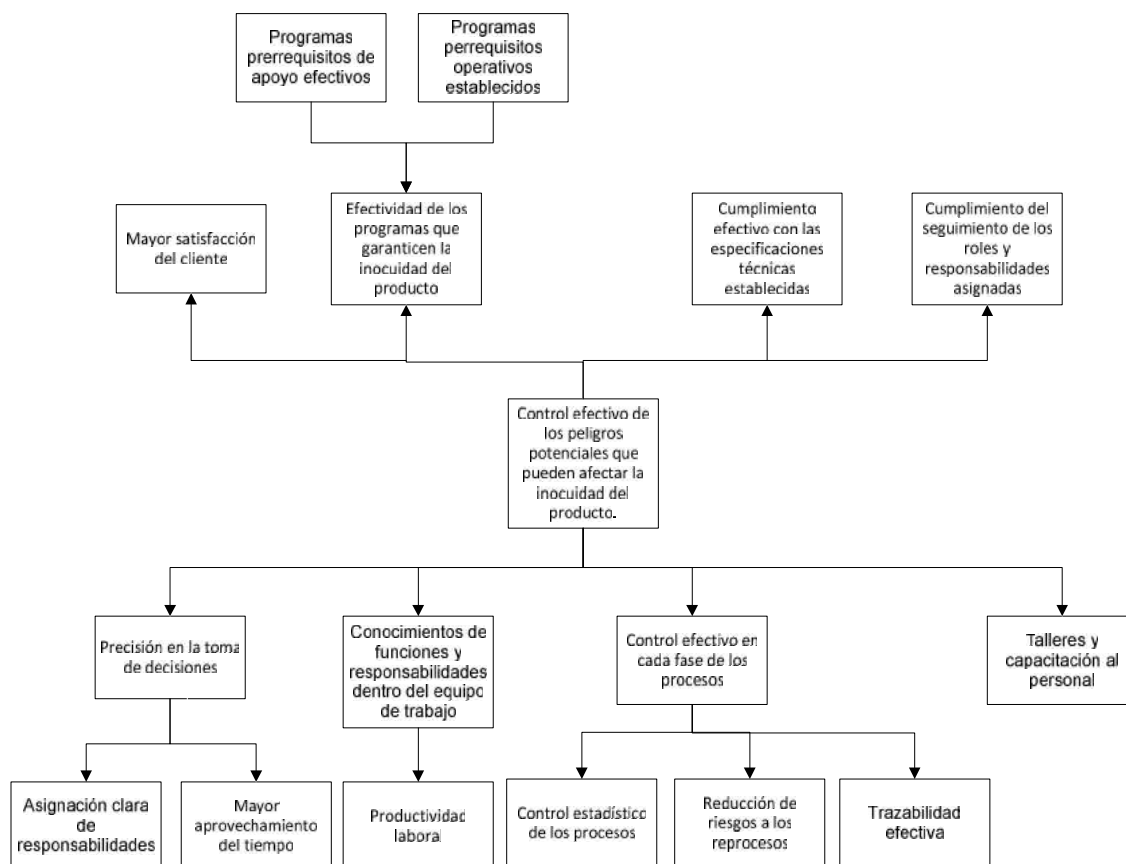 Programas
prerrequisitos de
apoyo efectivos
Programas
perrequisitos
operativos
establecidos
Mayor satisfacción
del cliente
Efectividad de los
programas que
garanticen la
inocuidad del
producto
Cumplimiento
efectivo con las
especificaciones
técnicas
establecidas
Cumplimiento del
seguimiento de los
roles y
responsabilidades
asignadas
Control efectivo de
los peligros
potenciales que
pueden afectar la
inocuidad del
producto.
Precisión en la toma
de decisiones
Conocimientos de
funciones y
responsabilidades
dentro del equipo
de trabajo
Control efectivo en
cada fase de los
procesos
Talleres y
capacitación al
personal
Asignación clara
de
responsabilidades
Mayor
aprovechamiento
del tiempo
Productividad
laboral
Control estadístico
de los procesos
Reducción de
riesgos a los
reprocesos
Trazabilidad
efectiva